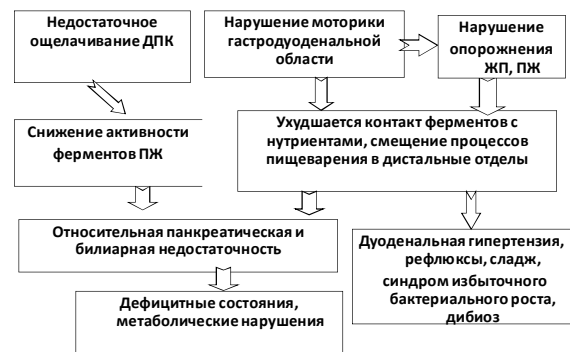 Недостаточное
ощелачивание ДПК
Нарушение моторики
гастродуоденальной
области
Нарушение
опорожнения
ЖП, ПЖ
Снижение активности
ферментов ПЖ
Ухудшается контакт ферментов с
нутриентами, смещение процессов
пищеварения в дистальные отделы
Относительная панкреатическая и
билиарная недостаточность
Дуоденальная гипертензия,
рефлюксы, сладж,
синдром избыточного
бактериального роста,
дибиоз
Дефицитные состояния,
метаболические нарушения